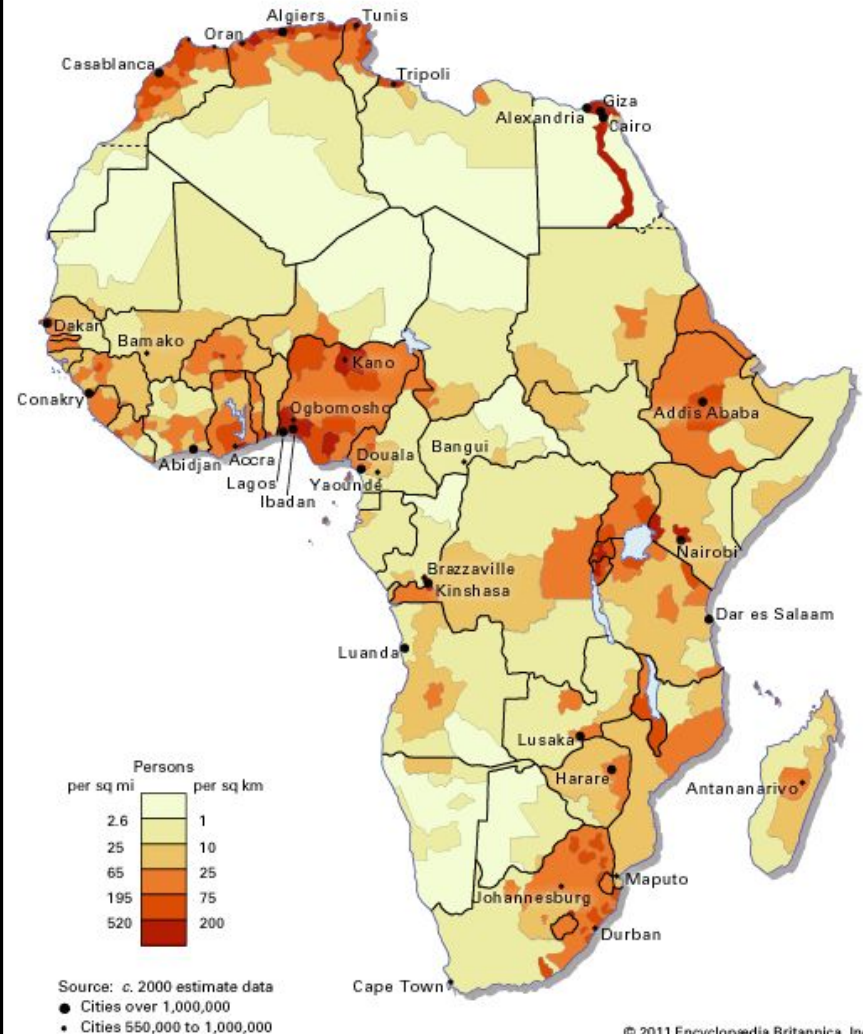 Algiers
Tunis
Oran
Casablanca
Tripoli
Giza
Alexandria
Cairo
Dakar
Bamako
Kano
Conakry
Ogbomosho
Addis Ababa
Abidjan
Accra
Douala
Bangui
Lagos
Yaoundé
Ibadan
Nairobi
Brazzaville
Kinshasa
Dar es Salaam
Luanda
Lusaka
Harare
Antananarivo
Maputo
Johannesburg
Durban
Cape Town
Persons
per sq mi per sq km
2.6 1
25 10
65 25
195 75
520 200
Source: c. 2000 estimate data
● Cities over 1,000,000
• Cities 550,000 to 1,000,000
© 2011 Encyclopædia Britannica, Inc